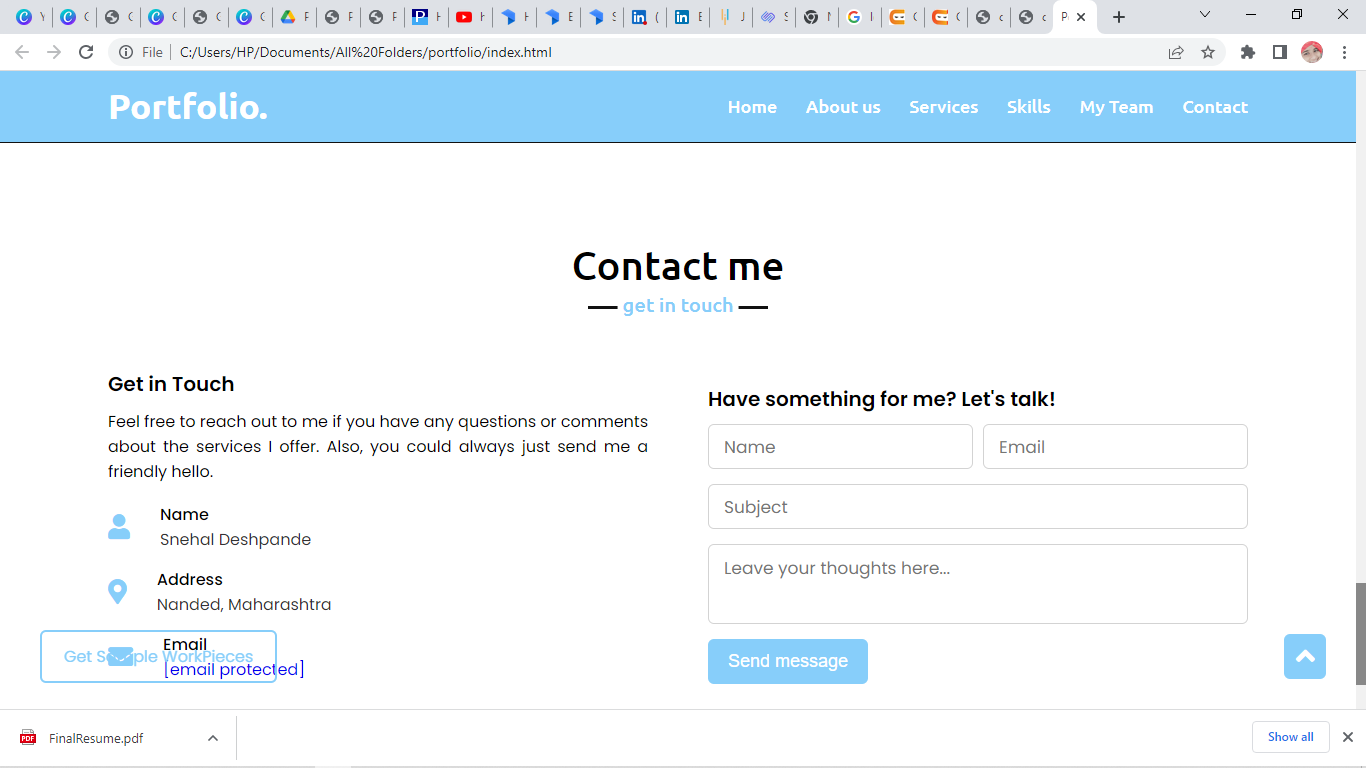 File C:/Users/HP/Documents/All%20Folders/portfolio/index.html
Portfolio. Home About us Services Skills My Team Contact
Contact me
get in touch
Get in Touch
Feel free to reach out to me if you have any questions or comments
about the services I offer. Also, you could always just send me a
friendly hello.
Name
Snehal Deshpande
Address
Nanded, Maharashtra
Email
[email protected]
Get Sample WorkPieces
Have something for me? Let's talk!
Name Email
Subject
Leave your thoughts here...
Send message
FinalResume.pdf
Show all